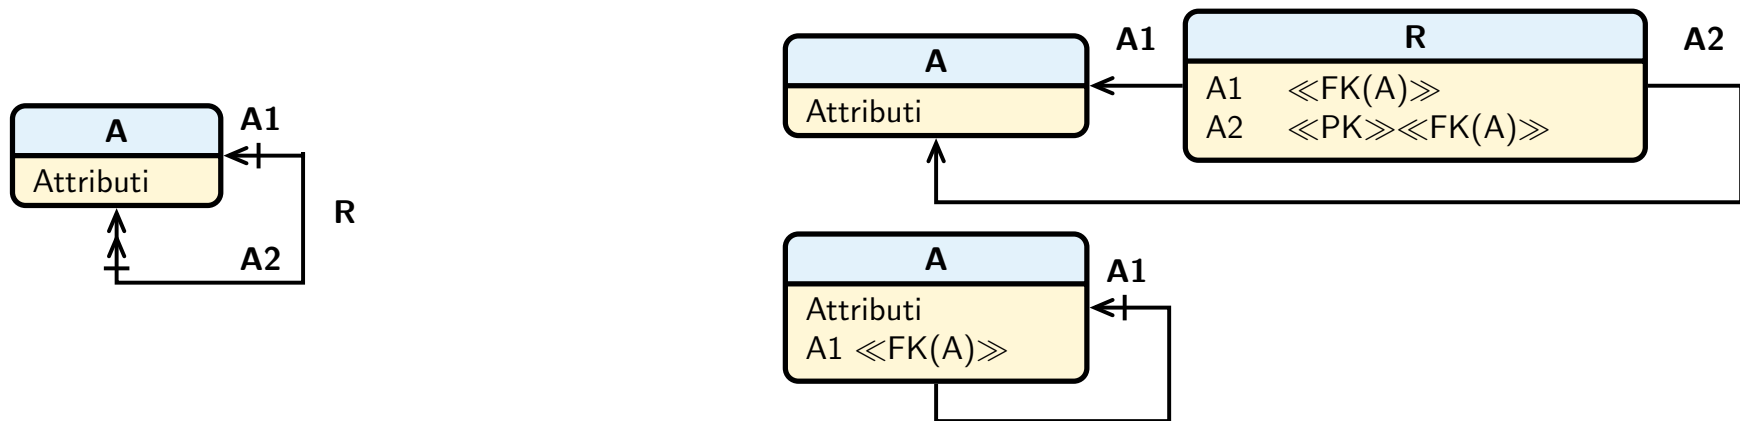 A
Attributi
A1
R
A2
A
Attributi
A1
R
A1 ≪FK(A)≫
A2 ≪PK≫≪FK(A)≫
A2
A
Attributi
A1 ≪FK(A)≫
A1